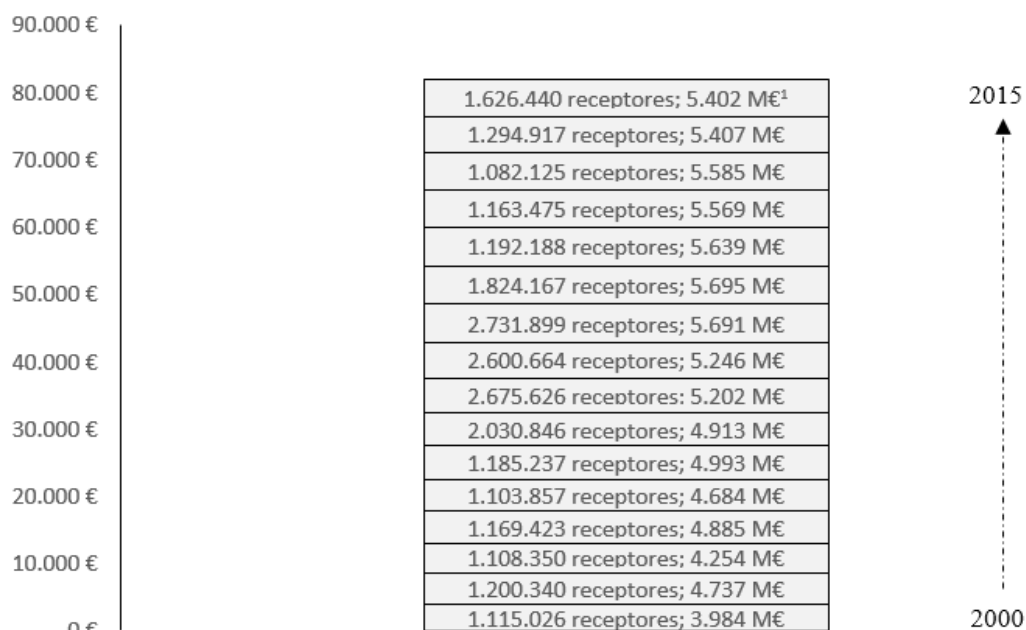 90.000 €
80.000 €
70.000 €
60.000 €
50.000 €
40.000 €
30.000 €
20.000 €
10.000 €
0 €
1.626.440 receptores; 5.402 M€¹
1.294.917 receptores; 5.407 M€
1.082.125 receptores; 5.585 M€
1.163.475 receptores; 5.569 M€
1.192.188 receptores; 5.639 M€
1.824.167 receptores; 5.695 M€
2.731.899 receptores; 5.691 M€
2.600.664 receptores; 5.246 M€
2.675.626 receptores; 5.202 M€
2.030.846 receptores; 4.913 M€
1.185.237 receptores; 4.993 M€
1.103.857 receptores; 4.684 M€
1.169.423 receptores; 4.885 M€
1.108.350 receptores; 4.254 M€
1.200.340 receptores; 4.737 M€
1.115.026 receptores; 3.984 M€
2015
2000